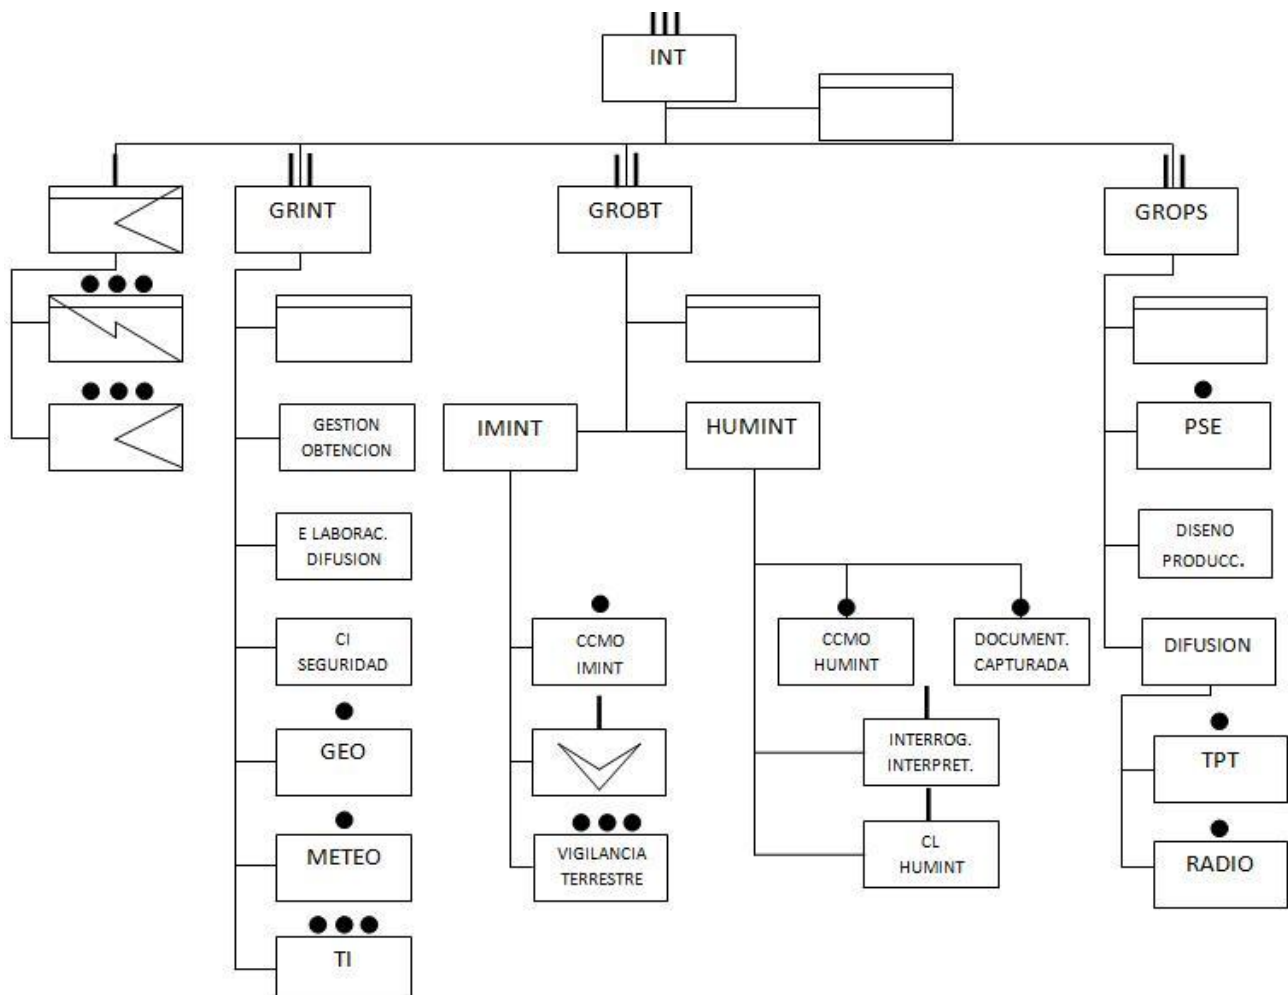 INT
GRINT
GROBT
GROPS
GESTION
OBTENCION
IMINT
HUMINT
PSE
E LABORAC.
DIFUSION
DISENO
PRODUCC.
CI
SEGURIDAD
CCMO
IMINT
CCMO
HUMINT
DOCUMENT.
CAPTURADA
DIFUSION
GEO
INTERROG.
INTERPRET.
TPT
METEO
VIGILANCIA
TERRESTRE
CL
HUMINT
RADIO
TI